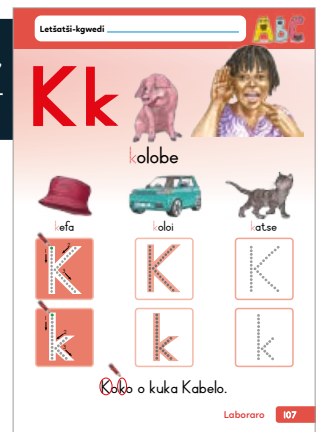 Letšatši-kgwedi
ABC
Kk
kolobe
kefa koloi katse
K K K
k k k
Koko o kuka Kabelo.
Laboraro 107